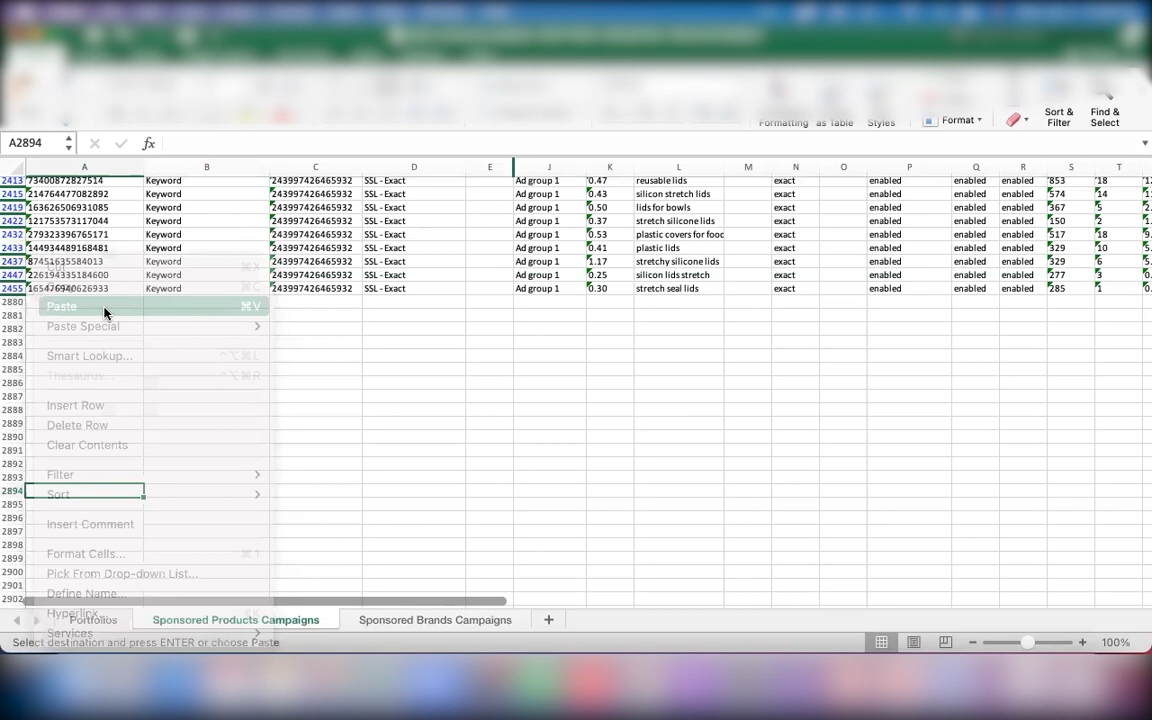 Sort & Filter
Find & Select
Formatting as Table Styles Format
A2894 fx
A B C D E J K L M N O P Q R S T
2413 73400872827514 Keyword 243997426465932 SSL - Exact Ad group 1 0.47 reusable lids exact enabled enabled enabled 853 18
2415 214764477082892 Keyword 243997426465932 SSL - Exact Ad group 1 0.43 silicon stretch lids exact enabled enabled enabled 574 14
2419 163626506931085 Keyword 243997426465932 SSL - Exact Ad group 1 0.50 lids for bowls exact enabled enabled enabled 367 5
2422 121753573117044 Keyword 243997426465932 SSL - Exact Ad group 1 0.37 stretch silicone lids exact enabled enabled enabled 150 2
2432 279323396765171 Keyword 243997426465932 SSL - Exact Ad group 1 0.53 plastic covers for food exact enabled enabled enabled 517 18
2433 144934489168481 Keyword 243997426465932 SSL - Exact Ad group 1 0.41 plastic lids exact enabled enabled enabled 329 10
2437 87451635584013 Keyword 243997426465932 SSL - Exact Ad group 1 1.17 stretchy silicone lids exact enabled enabled enabled 329 6
2447 226194335184600 Keyword 243997426465932 SSL - Exact Ad group 1 0.25 silicon lids stretch exact enabled enabled enabled 277 3
2455 165476940626933 Keyword 243997426465932 SSL - Exact Ad group 1 0.30 stretch seal lids exact enabled enabled enabled 285 1
2880
2881
2882
2883
2884
2885
2886
2887
2888
2889
2890
2891
2892
2893
2894
2895
2896
2897
2898
2899
2900
2901
2902
Cut ⌘X
⌘C
Paste ⌘V
Paste Special
Smart Lookup... ^⌥⌘L
Thesaurus... ^⌥⌘R
Insert Row
Delete Row
Clear Contents
Filter
Sort
Insert Comment
Format Cells... ⌘1
Pick From Drop-down List...
Define Name...
Hyperlink... ⌘K
Services
Portfolios Sponsored Products Campaigns Sponsored Brands Campaigns
Select destination and press ENTER or choose Paste 100%